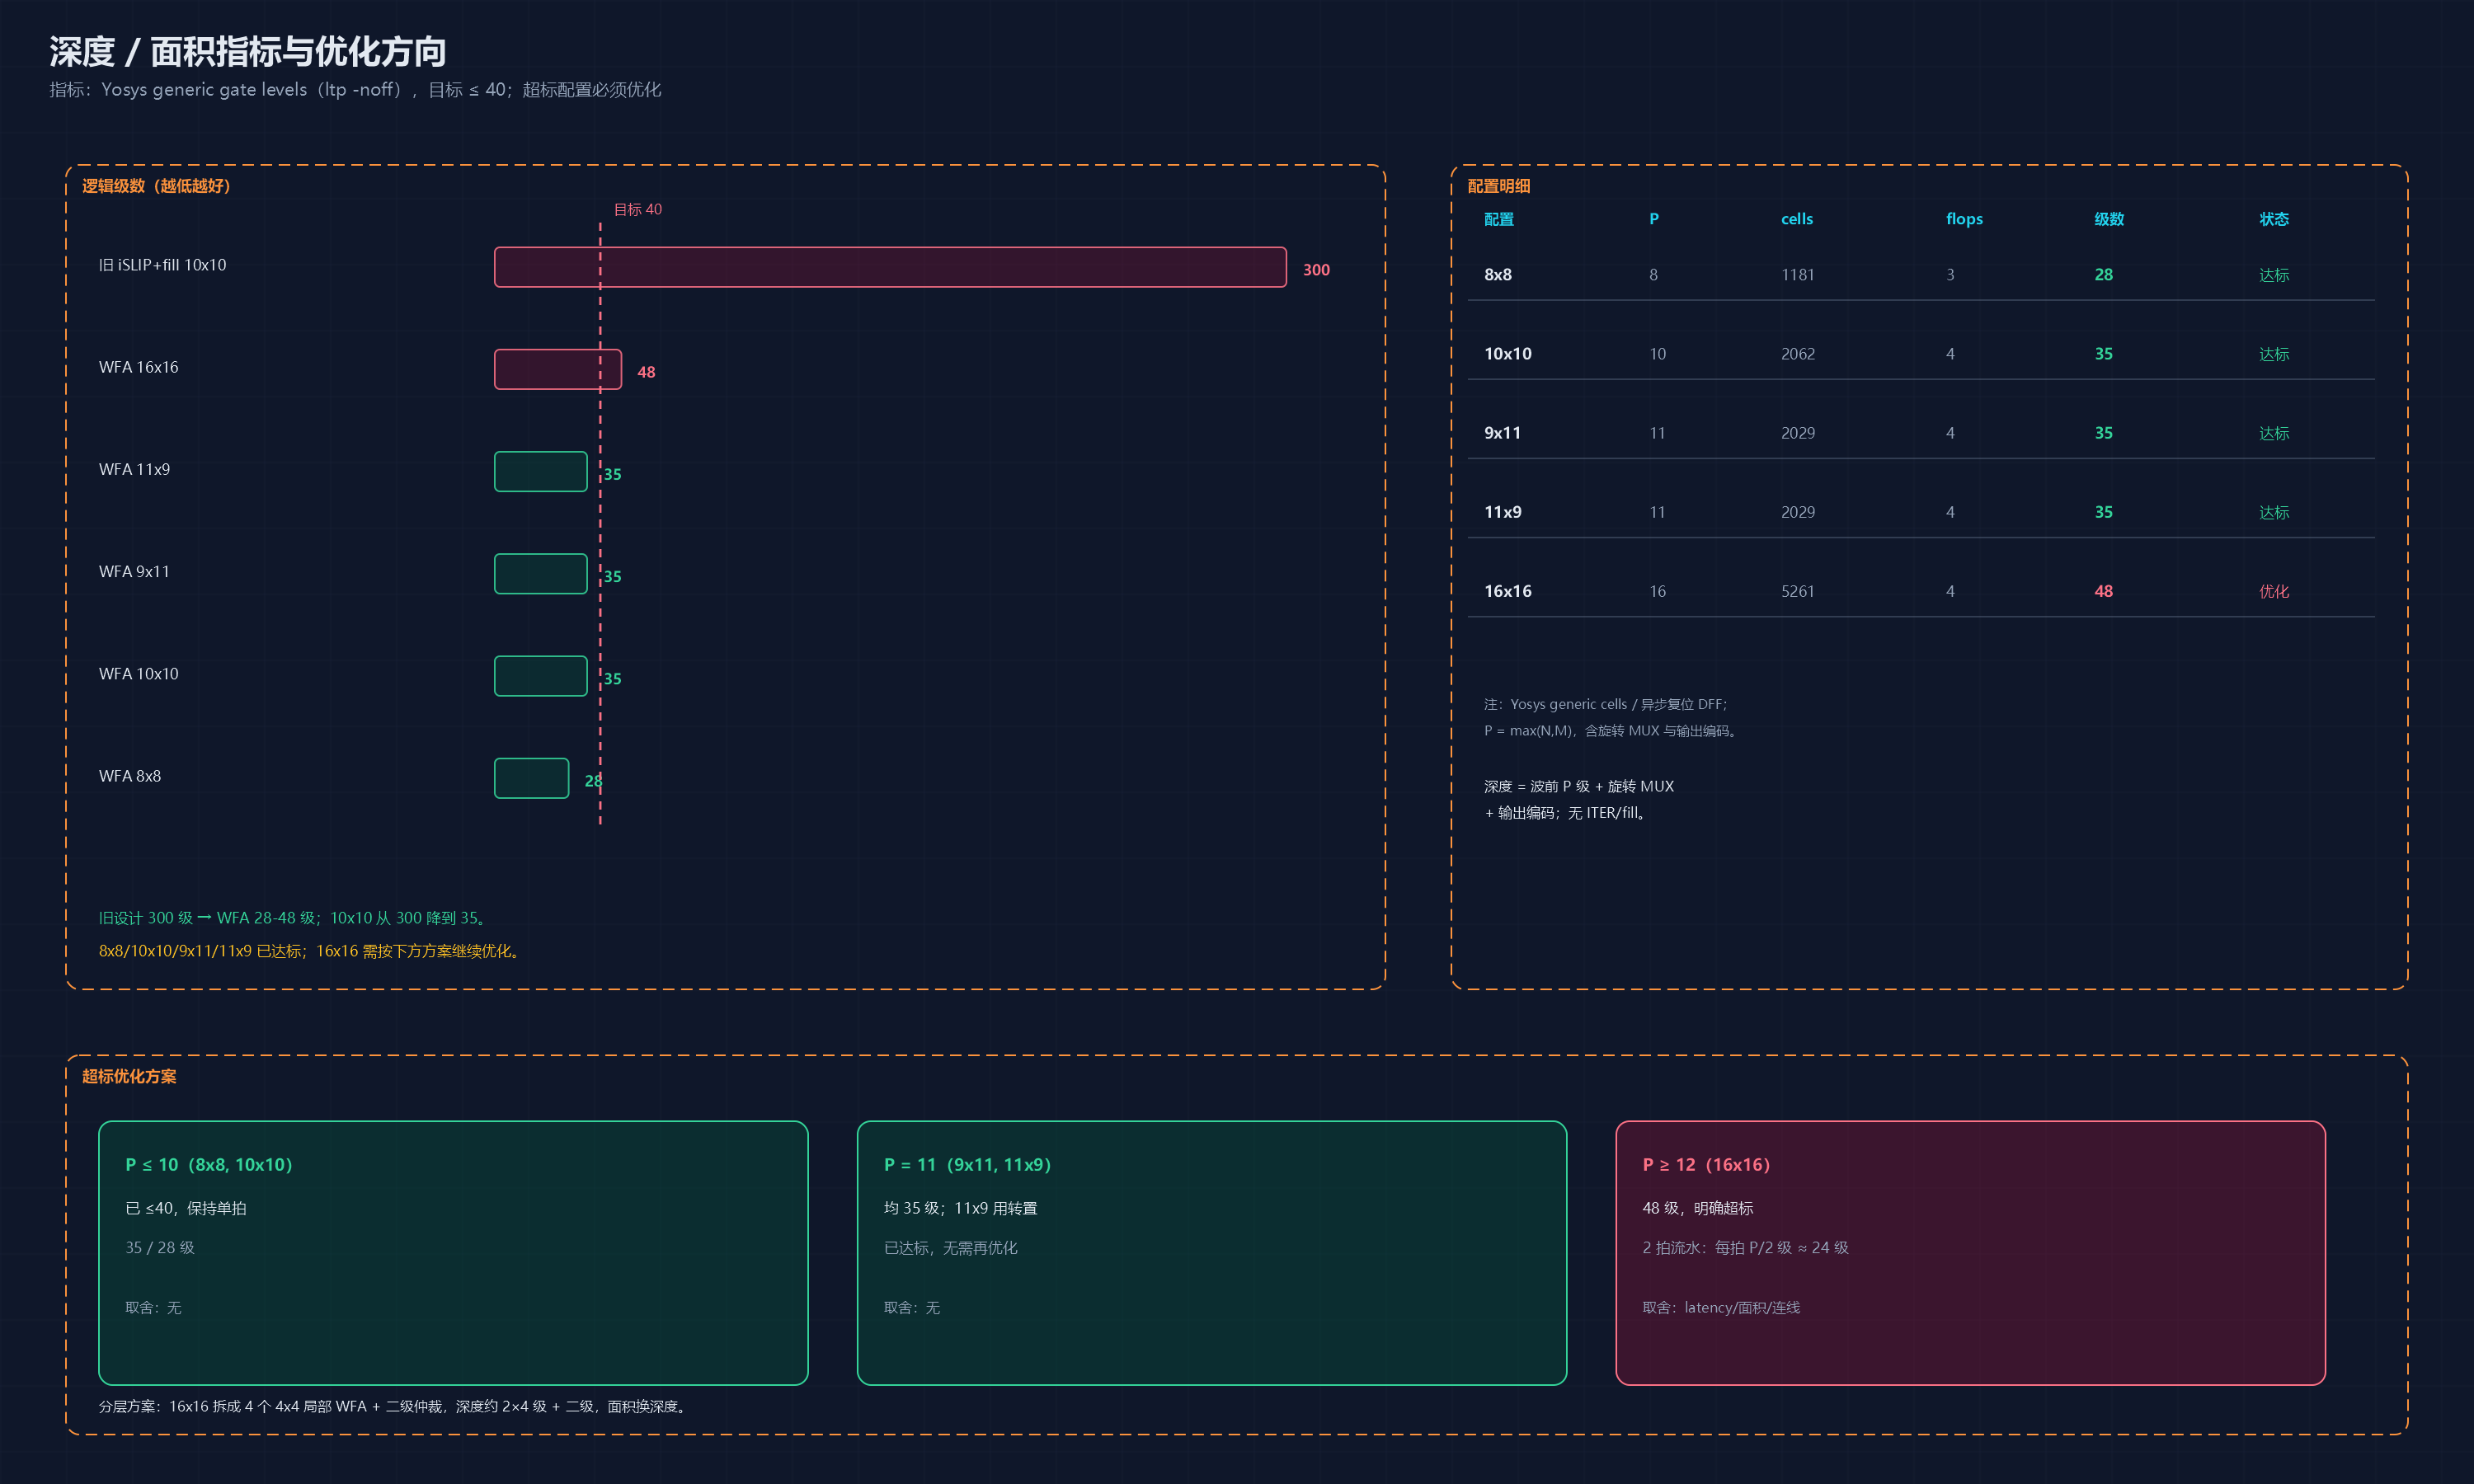 深度 / 面积指标与优化方向
指标：Yosys generic gate levels（ltp -noff），目标 ≤ 40；超标配置必须优化
逻辑级数（越低越好）
目标 40
旧 iSLIP+fill 10x10
300
WFA 16x16
48
WFA 11x9
35
WFA 9x11
35
WFA 10x10
35
WFA 8x8
28
旧设计 300 级 → WFA 28-48 级；10x10 从 300 降到 35。
8x8/10x10/9x11/11x9 已达标；16x16 需按下方方案继续优化。
配置明细
配置 P cells flops 级数 状态
8x8 8 1181 3 28 达标
10x10 10 2062 4 35 达标
9x11 11 2029 4 35 达标
11x9 11 2029 4 35 达标
16x16 16 5261 4 48 优化
注：Yosys generic cells / 异步复位 DFF；
P = max(N,M)，含旋转 MUX 与输出编码。
深度 = 波前 P 级 + 旋转 MUX
+ 输出编码；无 ITER/fill。
超标优化方案
P ≤ 10（8x8, 10x10）
已 ≤40，保持单拍
35 / 28 级
取舍：无
P = 11（9x11, 11x9）
均 35 级；11x9 用转置
已达标，无需再优化
取舍：无
P ≥ 12（16x16）
48 级，明确超标
2 拍流水：每拍 P/2 级 ≈ 24 级
取舍：latency/面积/连线
分层方案：16x16 拆成 4 个 4x4 局部 WFA + 二级仲裁，深度约 2×4 级 + 二级，面积换深度。